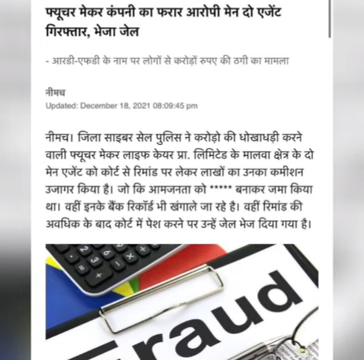 फ्यूचर मेकर कंपनी का फरार आरोपी मेन दो एजेंट
गिरफ्तार, भेजा जेल
- आरडी-एफडी के नाम पर लोगों से करोड़ों रुपए की ठगी का मामला
नीमच
Updated: December 18, 2021 08:09:45 pm
नीमच। जिला साइबर सेल पुलिस ने करोड़ो की धोखाधड़ी करने
वाली फ्यूचर मेकर लाइफ केयर प्रा. लिमिटेड के मालवा क्षेत्र के दो
मेन एजेंट को कोर्ट से रिमांड पर लेकर लाखों का उनका कमीशन
उजागर किया है। जो कि आमजनता को ***** बनाकर जमा किया
था। वहीं इनके बैंक रिकॉर्ड भी खंगाले जा रहे है। वहीं रिमांड की
अवधिक के बाद कोर्ट में पेश करने पर उन्हें जेल भेज दिया गया है।
Fraud